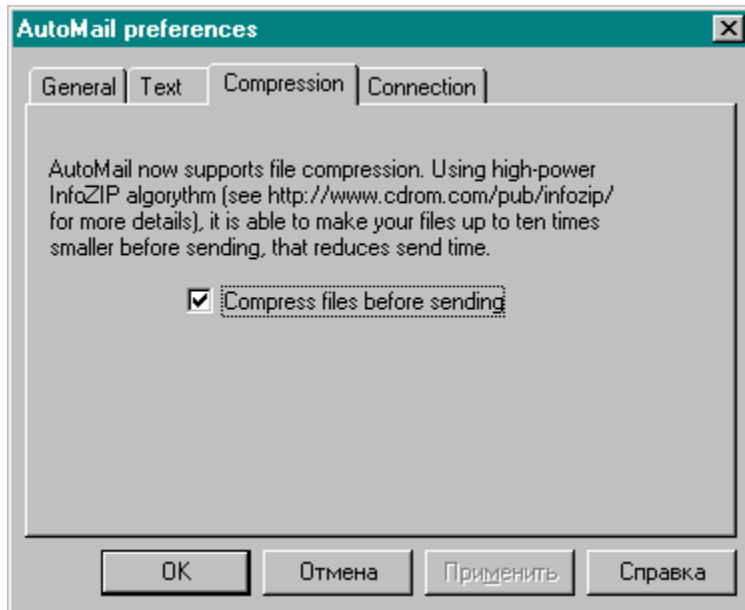 AutoMail preferences
General Text Compression Connection
AutoMail now supports file compression. Using high-power
InfoZIP algorythm (see http://www.cdrom.com/pub/infozip/
for more details), it is able to make your files up to ten times
smaller before sending, that reduces send time.
Compress files before sending
OK Отмена Применить Справка